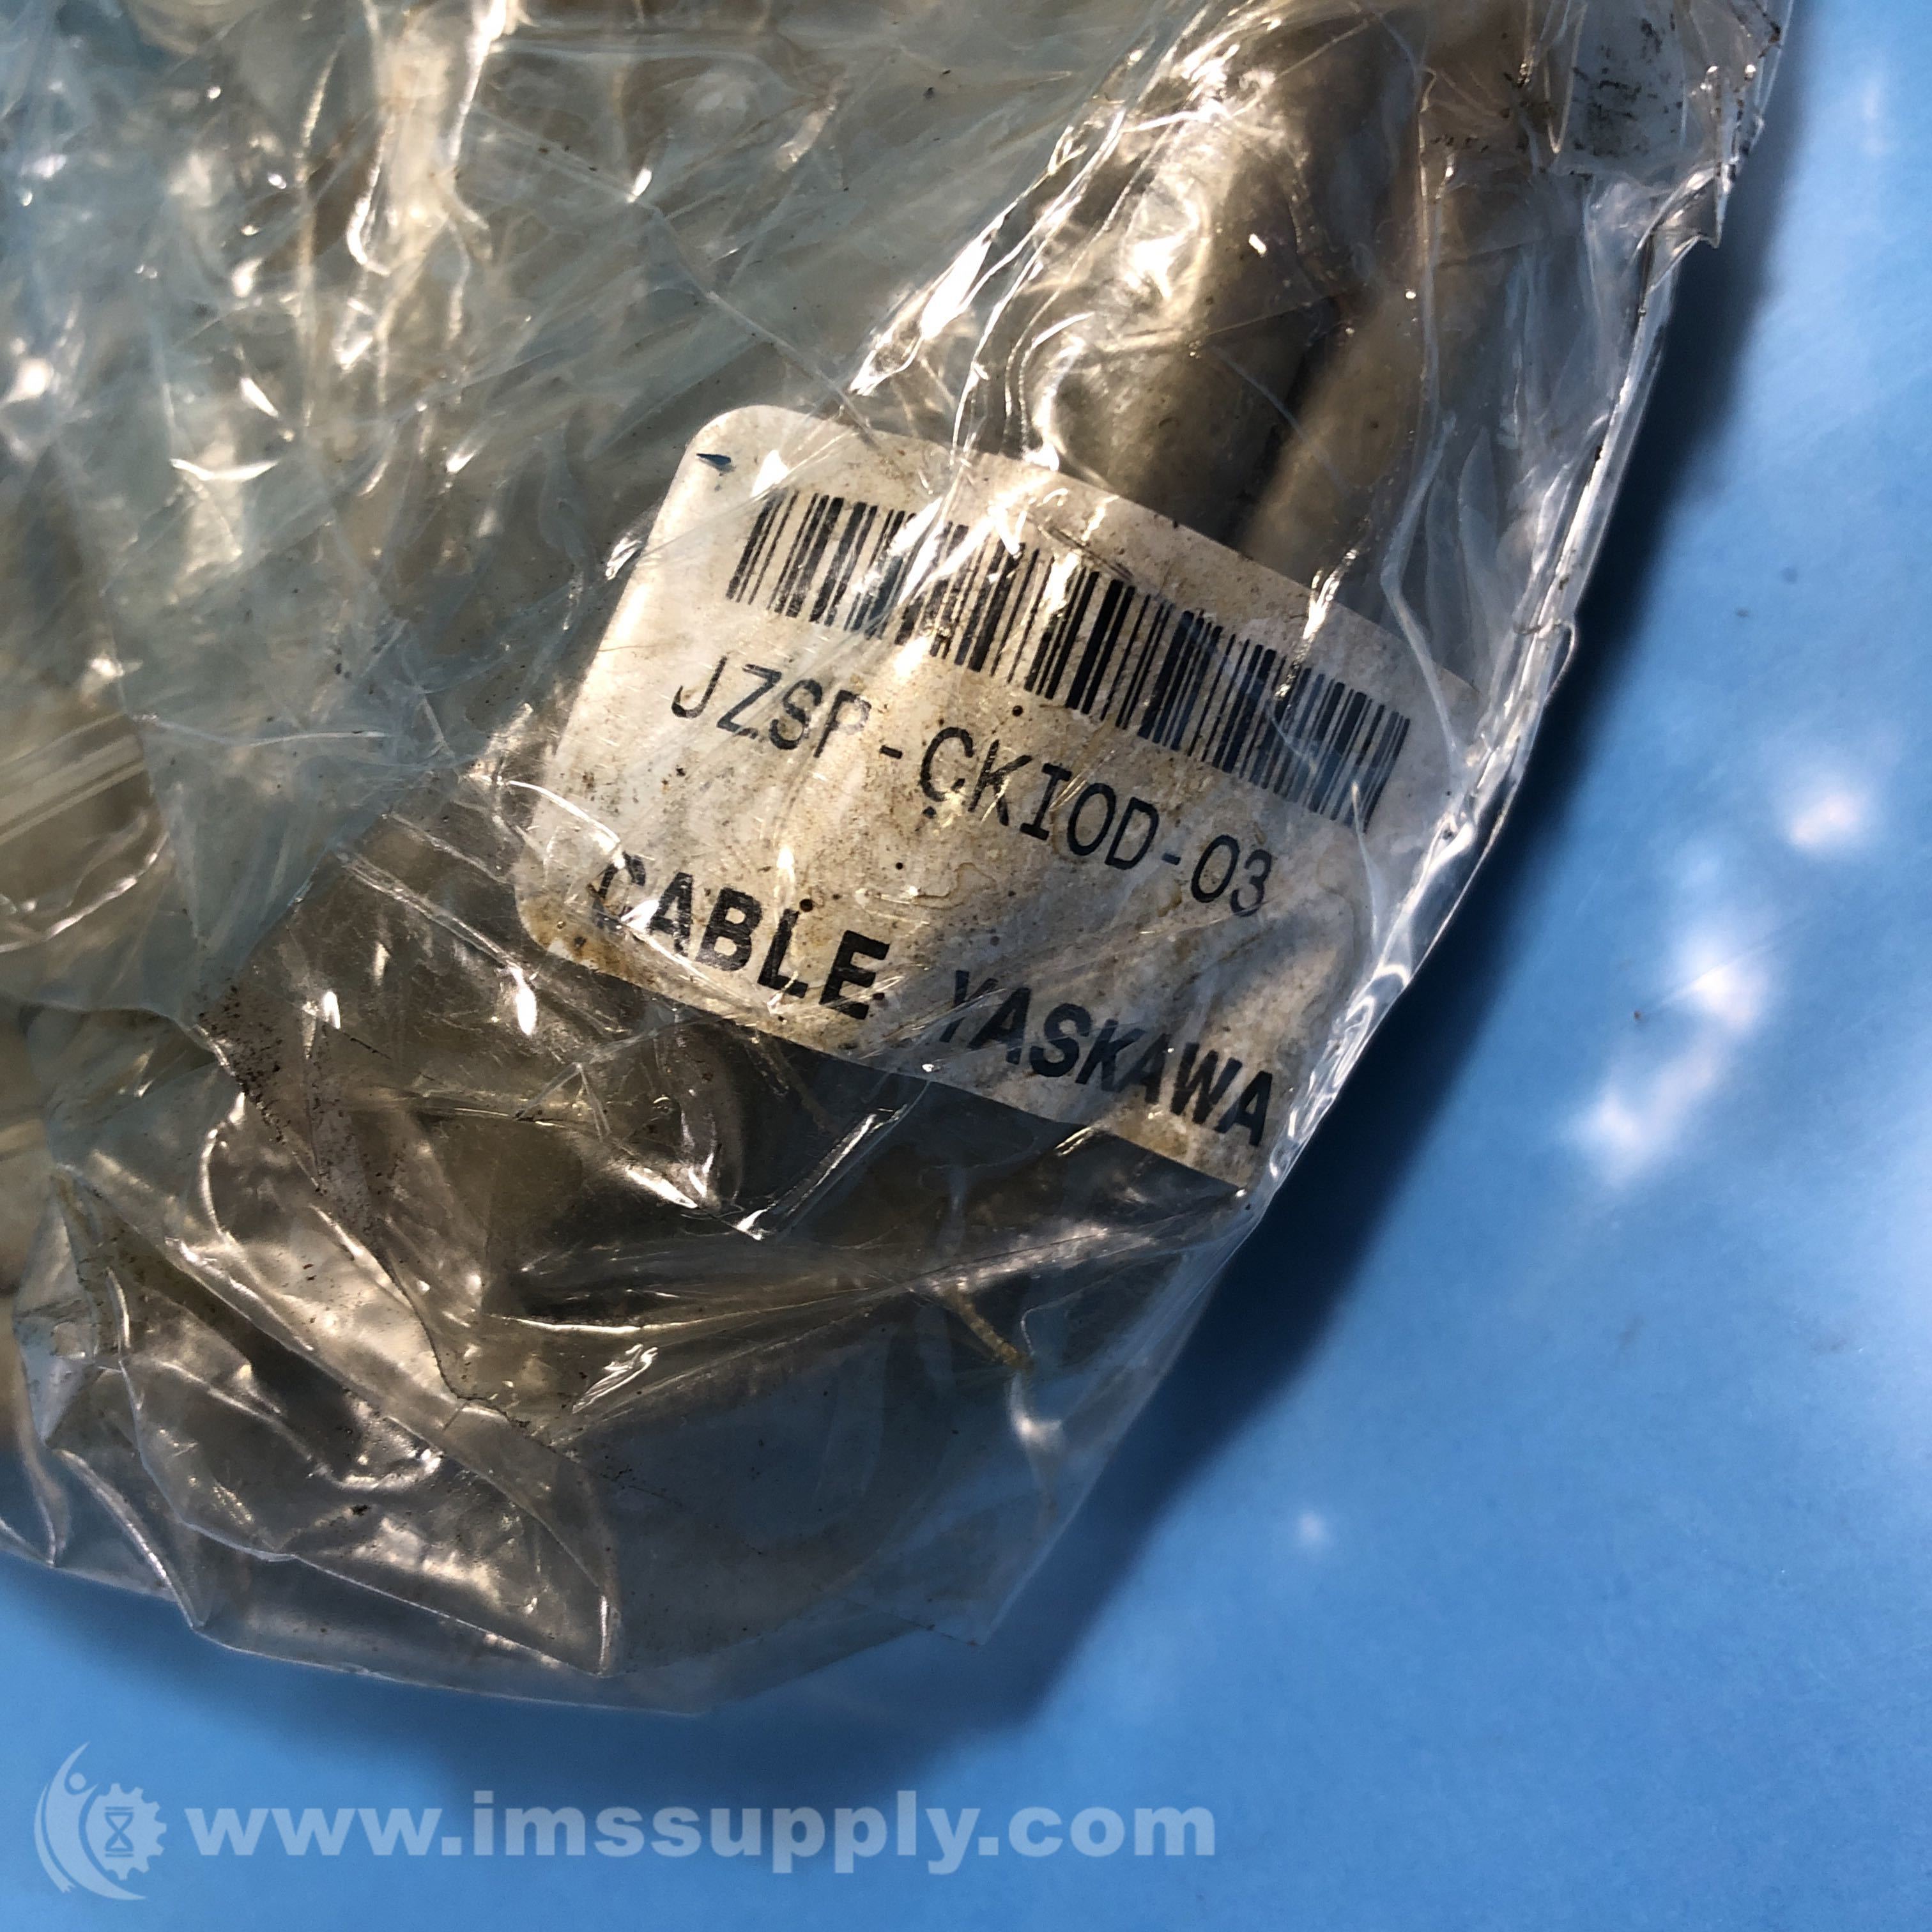 JZSP-CKIOD-03
CABLE YASKAWA
www.imssupply.com